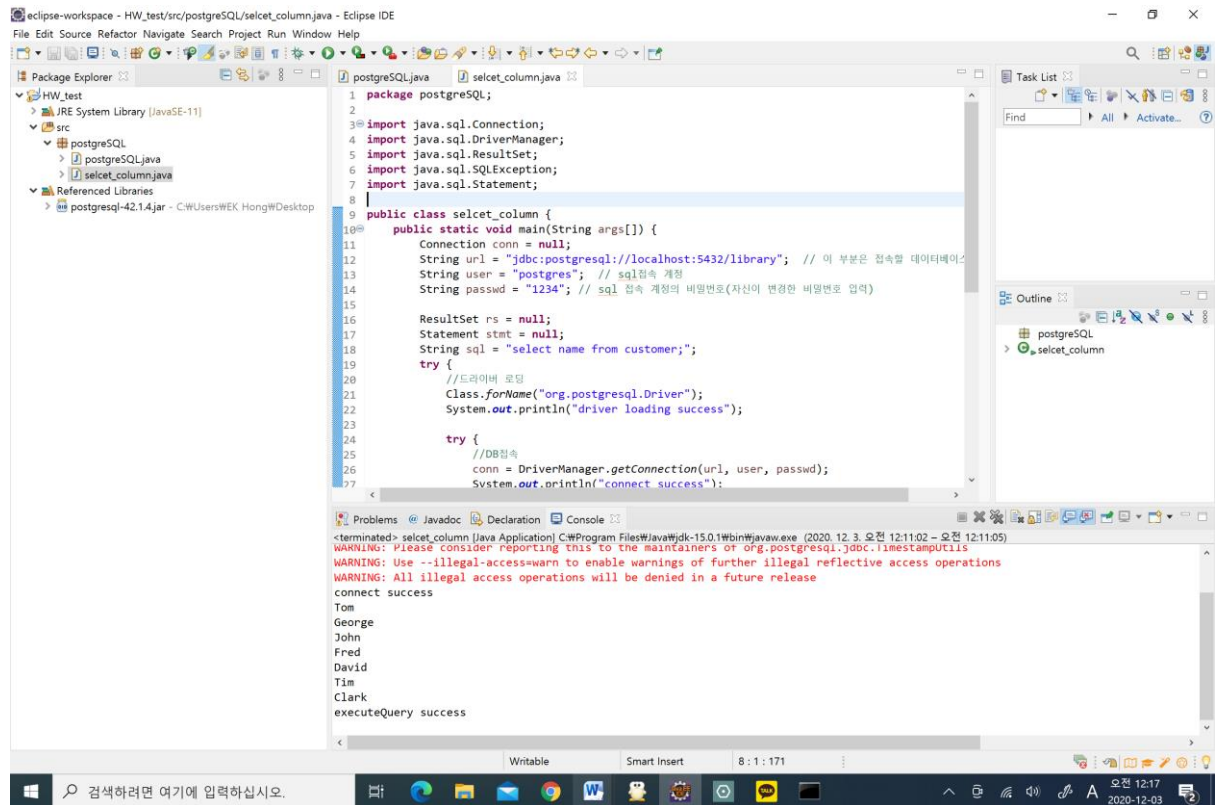 eclipse-workspace - HW_test/src/postgreSQL/selcet_column.java - Eclipse IDE
File Edit Source Refactor Navigate Search Project Run Window Help
Package Explorer
HW_test
JRE System Library [JavaSE-11]
src
postgreSQL
postgreSQL.java
selcet_column.java
Referenced Libraries
postgresql-42.1.4.jar - C:₩Users₩EK Hong₩Desktop
postgreSQL.java selcet_column.java
1 package postgreSQL;
2
3 import java.sql.Connection;
4 import java.sql.DriverManager;
5 import java.sql.ResultSet;
6 import java.sql.SQLException;
7 import java.sql.Statement;
8
9 public class selcet_column {
10 public static void main(String args[]) {
11 Connection conn = null;
12 String url = "jdbc:postgresql://localhost:5432/library"; // 이 부분은 접속할 데이터베이스
13 String user = "postgres"; // sql접속 계정
14 String passwd = "1234"; // sql 접속 계정의 비밀번호(자신이 변경한 비밀번호 입력)
15
16 ResultSet rs = null;
17 Statement stmt = null;
18 String sql = "select name from customer;";
19 try {
20 //드라이버 로딩
21 Class.forName("org.postgresql.Driver");
22 System.out.println("driver loading success");
23
24 try {
25 //DB접속
26 conn = DriverManager.getConnection(url, user, passwd);
27 System.out.println("connect success");
Task List
Find All Activate...
Outline
postgreSQL
selcet_column
Problems @ Javadoc Declaration Console
<terminated> selcet_column [Java Application] C:₩Program Files₩Java₩jdk-15.0.1₩bin₩javaw.exe (2020. 12. 3. 오전 12:11:02 – 오전 12:11:05)
WARNING: Please consider reporting this to the maintainers of org.postgresql.jdbc.TimestampUtils
WARNING: Use --illegal-access=warn to enable warnings of further illegal reflective access operations
WARNING: All illegal access operations will be denied in a future release
connect success
Tom
George
John
Fred
David
Tim
Clark
executeQuery success
Writable Smart Insert 8 : 1 : 171
검색하려면 여기에 입력하십시오.
TALK
A
오전 12:17
2020-12-03
2